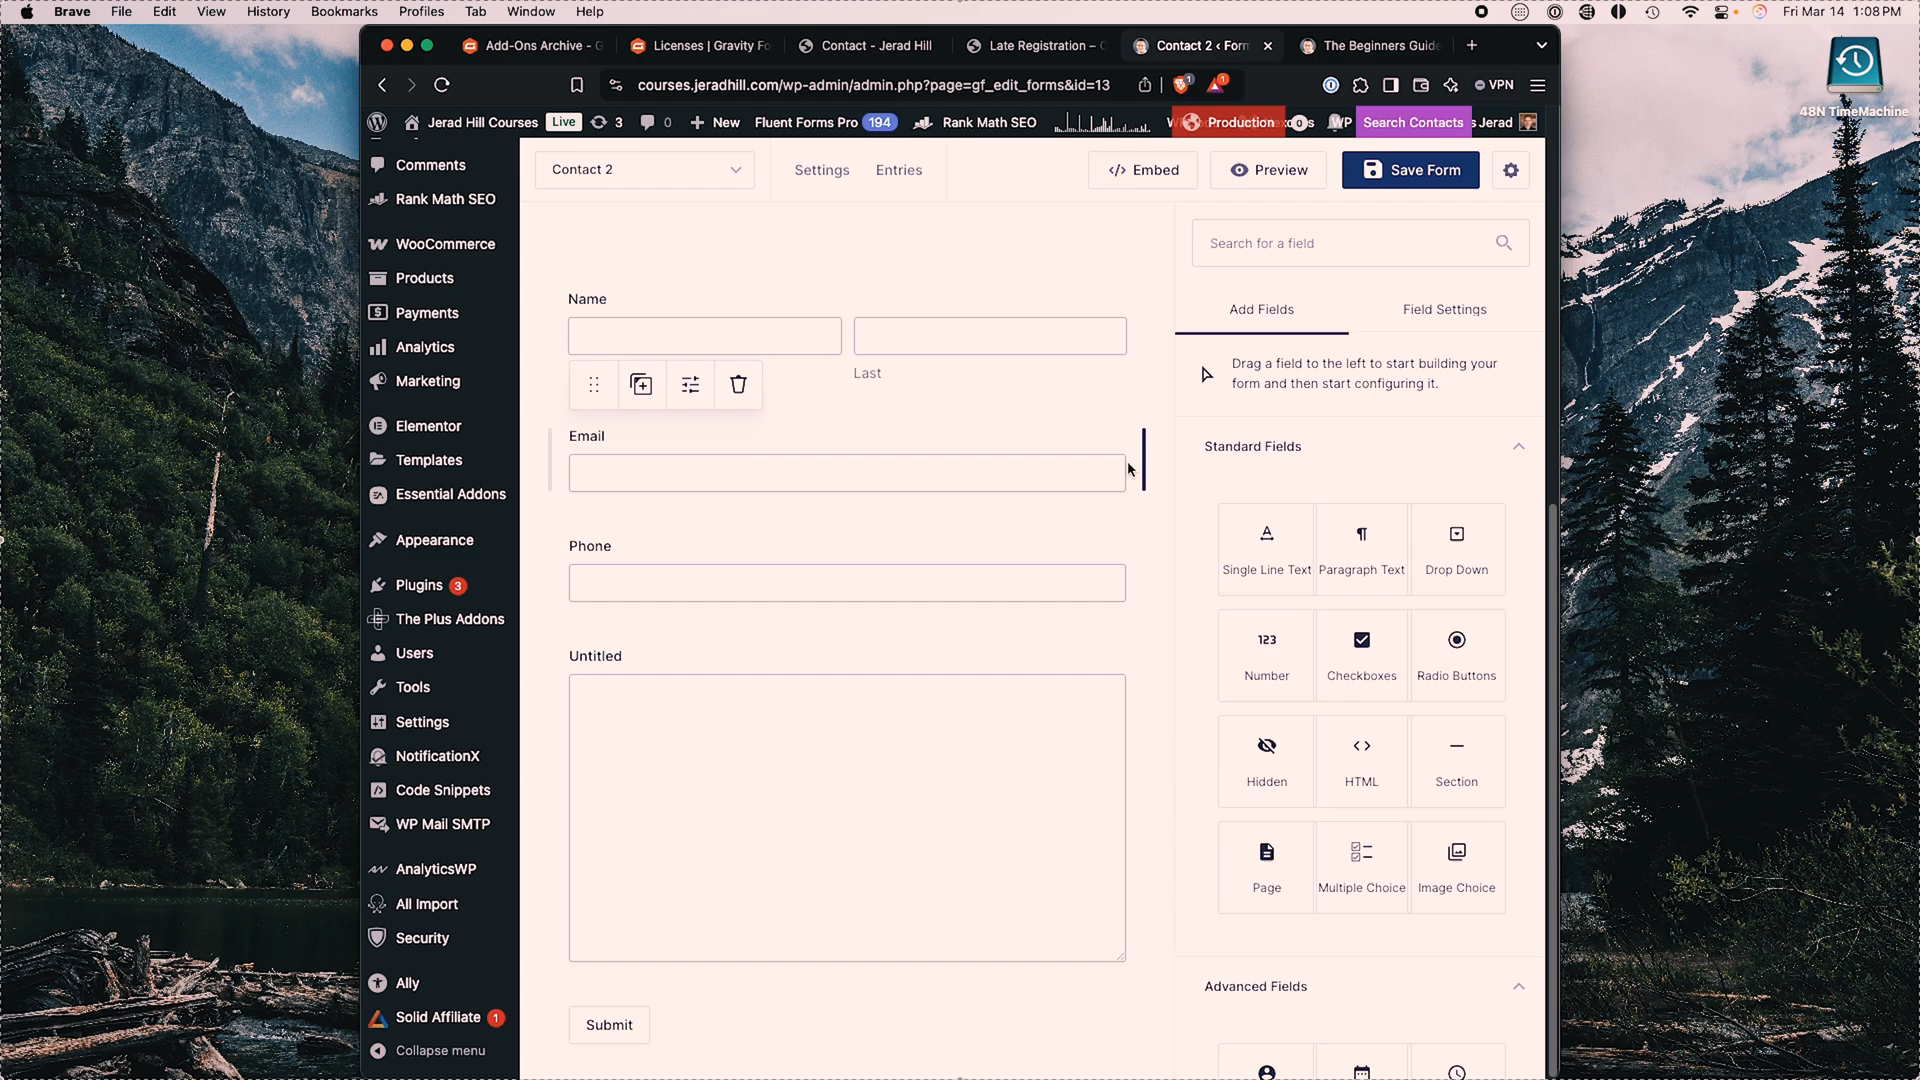 Brave File Edit View History Bookmarks Profiles Tab Window Help
Fri Mar 14 1:08 PM
48N TimeMachine
Add-Ons Archive - G
Licenses | Gravity Fo
Contact - Jerad Hill
Late Registration – C
Contact 2 ‹ Form
The Beginners Guide
courses.jeradhill.com/wp-admin/admin.php?page=gf_edit_forms&id=13
1
1
VPN
Jerad Hill Courses Live 3 0 New Fluent Forms Pro 194 Rank Math SEO
Production
0
WP
Search Contacts
s Jerad
Comments
Rank Math SEO
WooCommerce
Products
Payments
Analytics
Marketing
Elementor
Templates
Essential Addons
Appearance
Plugins 3
The Plus Addons
Users
Tools
Settings
NotificationX
Code Snippets
WP Mail SMTP
AnalyticsWP
All Import
Security
Ally
Solid Affiliate 1
Collapse menu
Contact 2
Settings Entries
Embed
Preview
Save Form
Name
Last
Email
Phone
Untitled
Submit
Search for a field
Add Fields
Field Settings
Drag a field to the left to start building your
form and then start configuring it.
Standard Fields
Single Line Text
Paragraph Text
Drop Down
123
Number
Checkboxes
Radio Buttons
Hidden
HTML
Section
Page
Multiple Choice
Image Choice
Advanced Fields